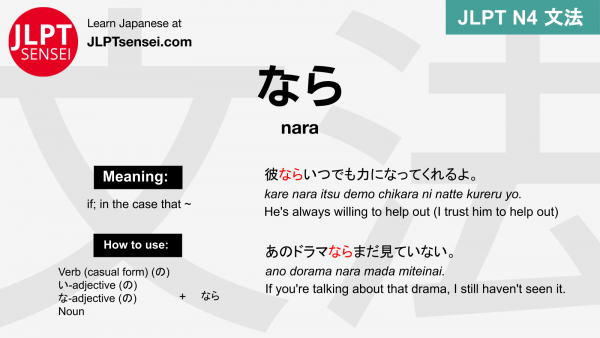 JLPT
SENSEI
Learn Japanese at
JLPTsensei.com
JLPT N4 文法
文法
なら
nara
Meaning:
if; in the case that ~
How to use:
Verb (casual form) (の)
い-adjective (の)
な-adjective (の)
Noun
+ なら
彼ならいつでも力になってくれるよ。
kare nara itsu demo chikara ni natte kureru yo.
He's always willing to help out (I trust him to help out)
あのドラマならまだ見ていない。
ano dorama nara mada miteinai.
If you're talking about that drama, I still haven't seen it.